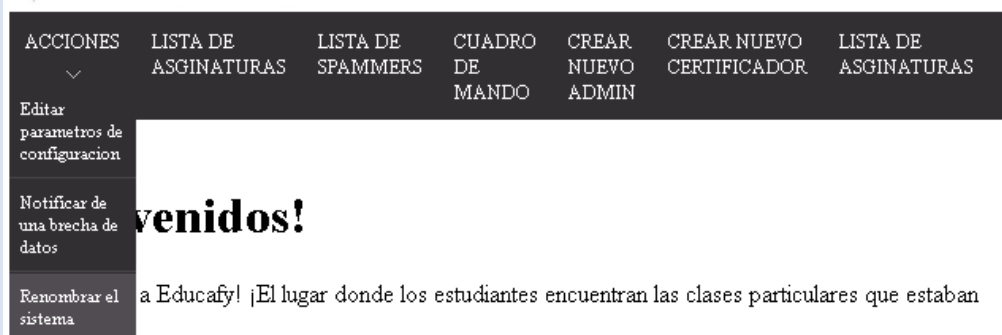 ACCIONES
LISTA DE
ASGINATURAS
LISTA DE
SPAMMERS
CUADRO
DE
MANDO
CREAR
NUEVO
ADMIN
CREAR NUEVO
CERTIFICADOR
LISTA DE
ASGINATURAS
Editar
parametros de
configuracion
Notificar de
una brecha de
datos
Renombrar el
sistema
venidos!
a Educafy! ¡El lugar donde los estudiantes encuentran las clases particulares que estaban